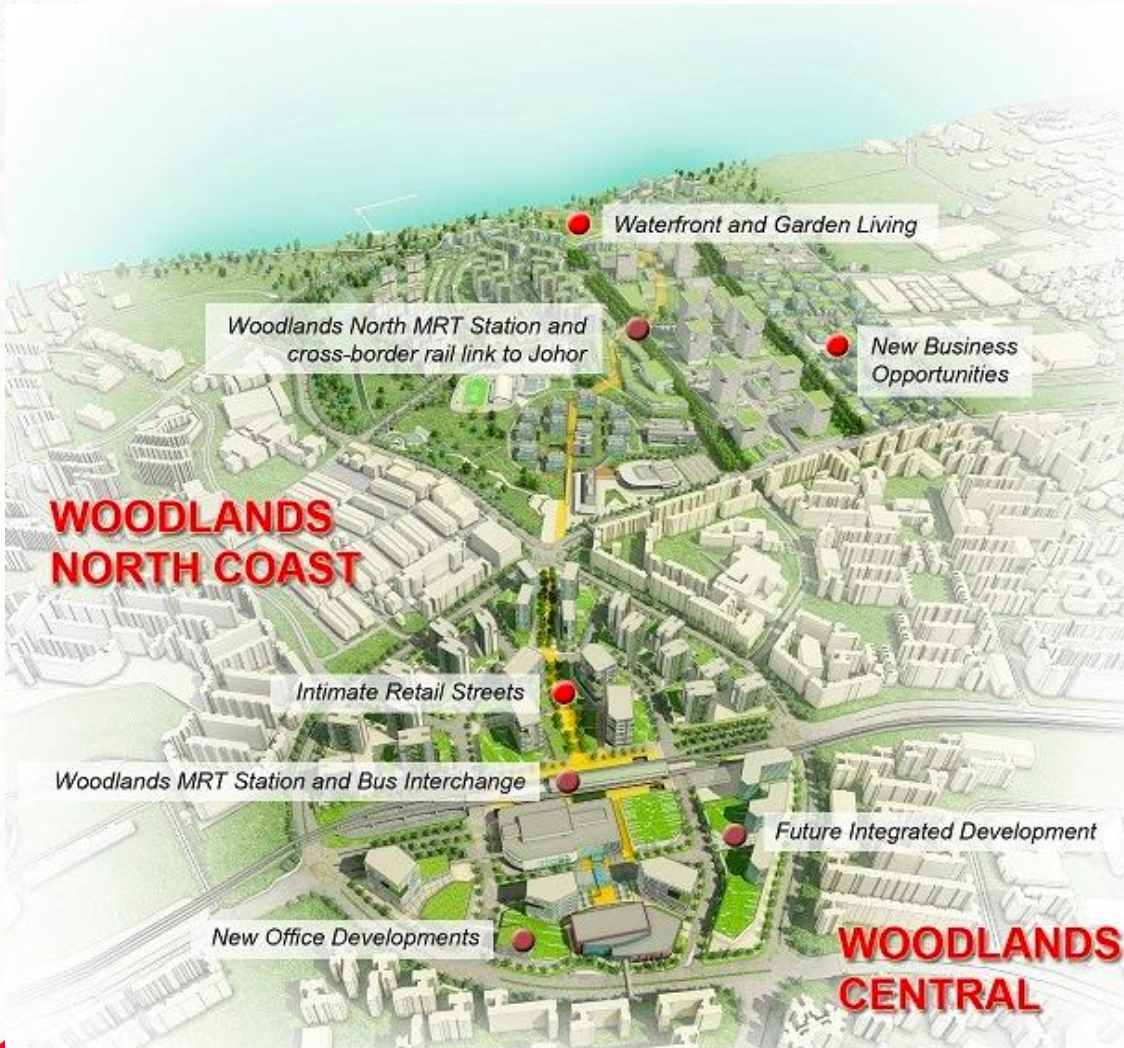 Waterfront and Garden Living
Woodlands North MRT Station and
cross-border rail link to Johor
New Business
Opportunities
WOODLANDS
NORTH COAST
Intimate Retail Streets
Woodlands MRT Station and Bus Interchange
Future Integrated Development
New Office Developments
WOODLANDS
CENTRAL